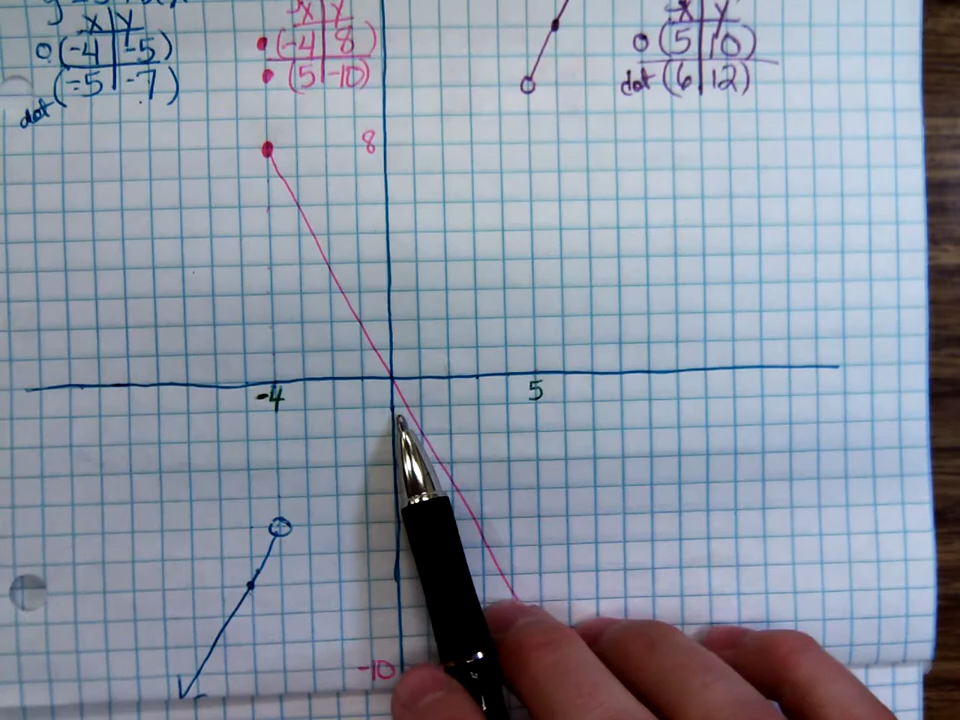 x y
(-4 -5)
(-5 -7)
dot
x y
(-4 8)
(5 -10)
x y
(5 10)
dot (6 12)
8
-4
5
-10